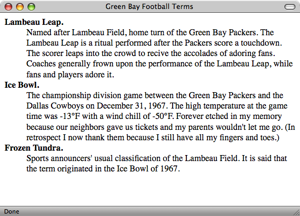 Green Bay Football Terms
Lambeau Leap.
Named after Lambeau Field, home turf of the Green Bay Packers. The
Lambeau Leap is a ritual performed after the Packers score a touchdown.
The scorer leaps into the crowd to recive the accolades of adoring fans.
Coaches generally frown upon the performance of the Lambeau Leap, while
fans and players adore it.
Ice Bowl.
The championship division game between the Green Bay Packers and the
Dallas Cowboys on December 31, 1967. The high temperature at the game
time was -13°F with a wind chill of -50°F. Forever etched in my memory
because our neighbors gave us tickets and my parents wouldn't let me go. (In
retrospect I now thank them because I still have all my fingers and toes.)
Frozen Tundra.
Sports announcers' usual classification of the Lambeau Field. It is said that
the term originated in the Ice Bowl of 1967.
Done